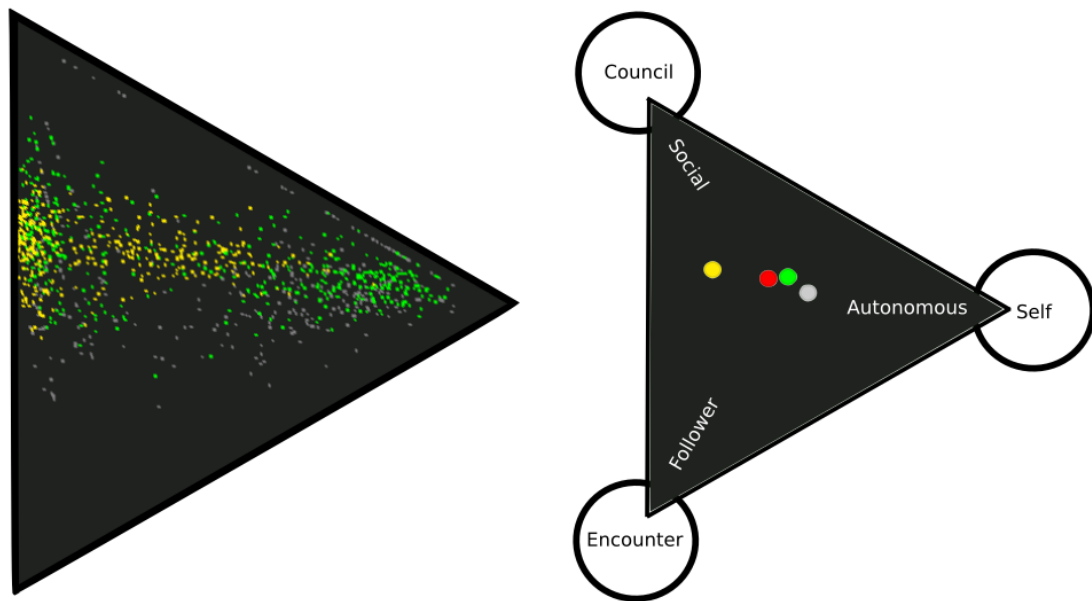 Council
Social
Autonomous
Self
Follower
Encounter